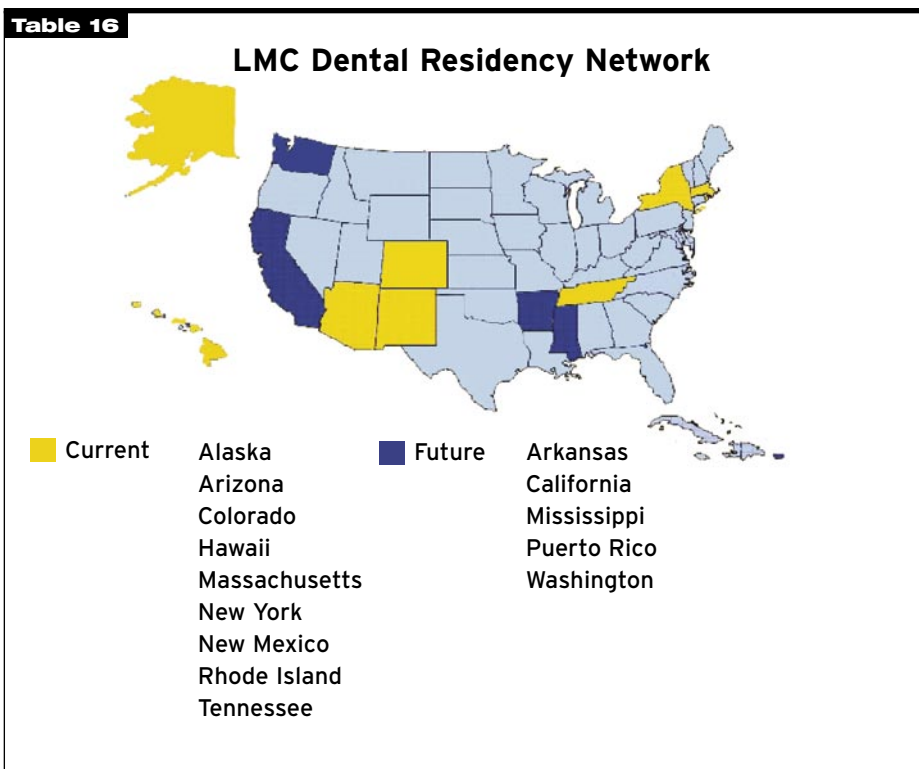 Table 16
LMC Dental Residency Network
Current
Alaska
Arizona
Colorado
Hawaii
Massachusetts
New York
New Mexico
Rhode Island
Tennessee
Future
Arkansas
California
Mississippi
Puerto Rico
Washington